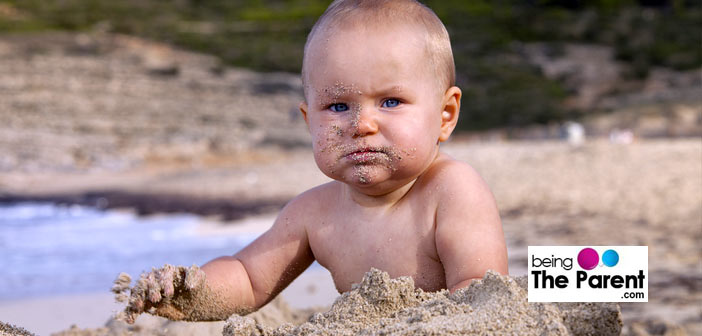 being
The Parent
.com